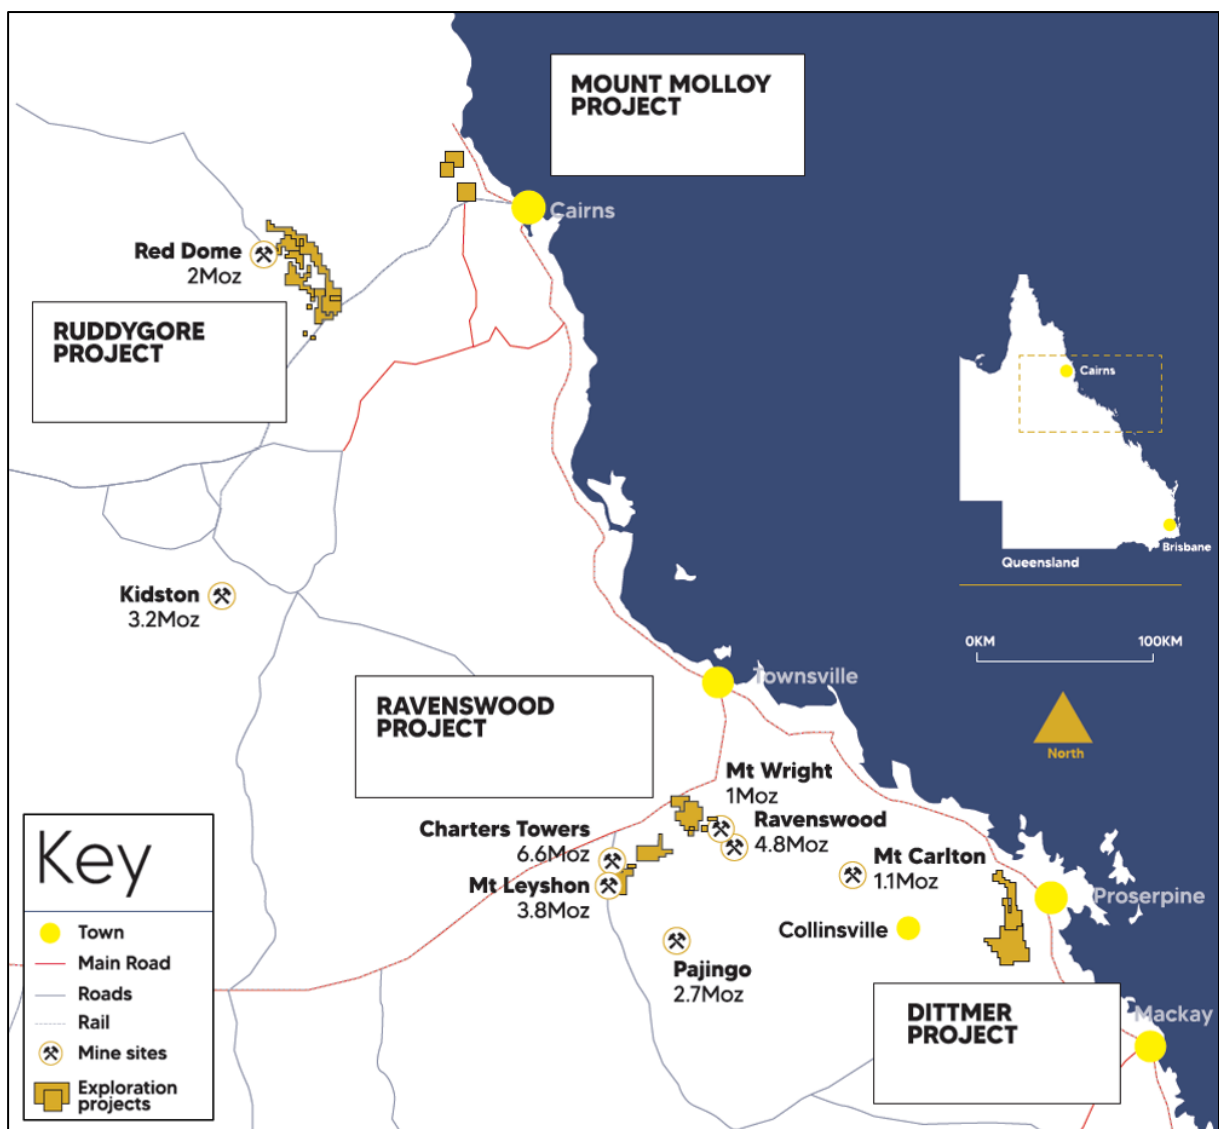 MOUNT MOLLOY
PROJECT
Cairns
Red Dome
2Moz
RUDDYGORE
PROJECT
Cairns
Brisbane
Queensland
Kidston
3.2Moz
0KM
100KM
Townsville
RAVENSWOOD
PROJECT
North
Mt Wright
1Moz
Charters Towers
6.6Moz
Ravenswood
4.8Moz
Mt Leyshon
3.8Moz
Mt Carlton
1.1Moz
Proserpine
Collinsville
Pajingo
2.7Moz
DITTMER
PROJECT
Mackay
Key
Town
Main Road
Roads
Rail
Mine sites
Exploration
projects